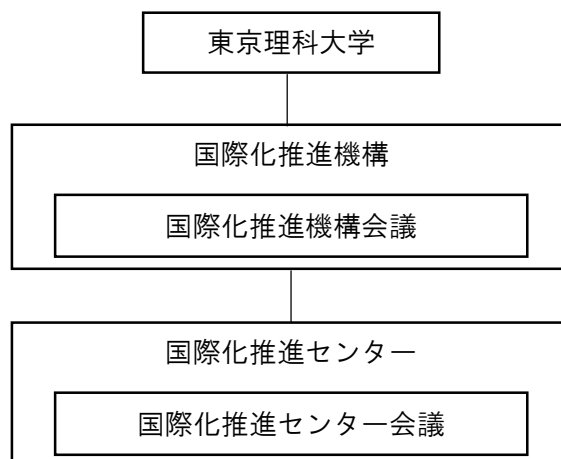 東京理科大学
国際化推進機構
国際化推進機構会議
国際化推進センター
国際化推進センター会議